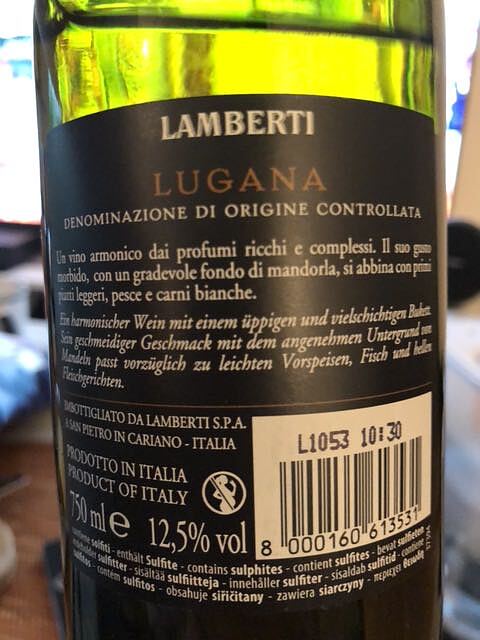 LAMBERTI
LUGANA
DENOMINAZIONE DI ORIGINE CONTROLLATA
Un vino armonico dai profumi ricchi e complessi. Il suo gusto
morbido, con un gradevole fondo di mandorla, si abbina con primi
piatti leggeri, pesce e carni bianche.
Ein harmonischer Wein mit einem üppigen und vielschichtigen Bukett.
Sein geschmeidiger Geschmack mit dem angenehmen Untergrund von
Mandeln passt vorzüglich zu leichten Vorspeisen, Fisch und hellen
Fleischgerichten.
IMBOTTIGLIATO DA LAMBERTI S.P.A.
A SAN PIETRO IN CARIANO - ITALIA
PRODOTTO IN ITALIA
PRODUCT OF ITALY
750 ml e 12,5% vol
L1053 10:30
8 000160 613531
contiene solfiti - enthält Sulfite - contains sulphites - contient sulfites - bevat sulfieten
sulfitter - sisältää sulfiitteja - innehåller sulfiter - sisaldab sulfitid - contiene
sulfitos - contém sulfitos - obsahuje siřičitany - zawiera siarczyny - περιέχει θειώδη